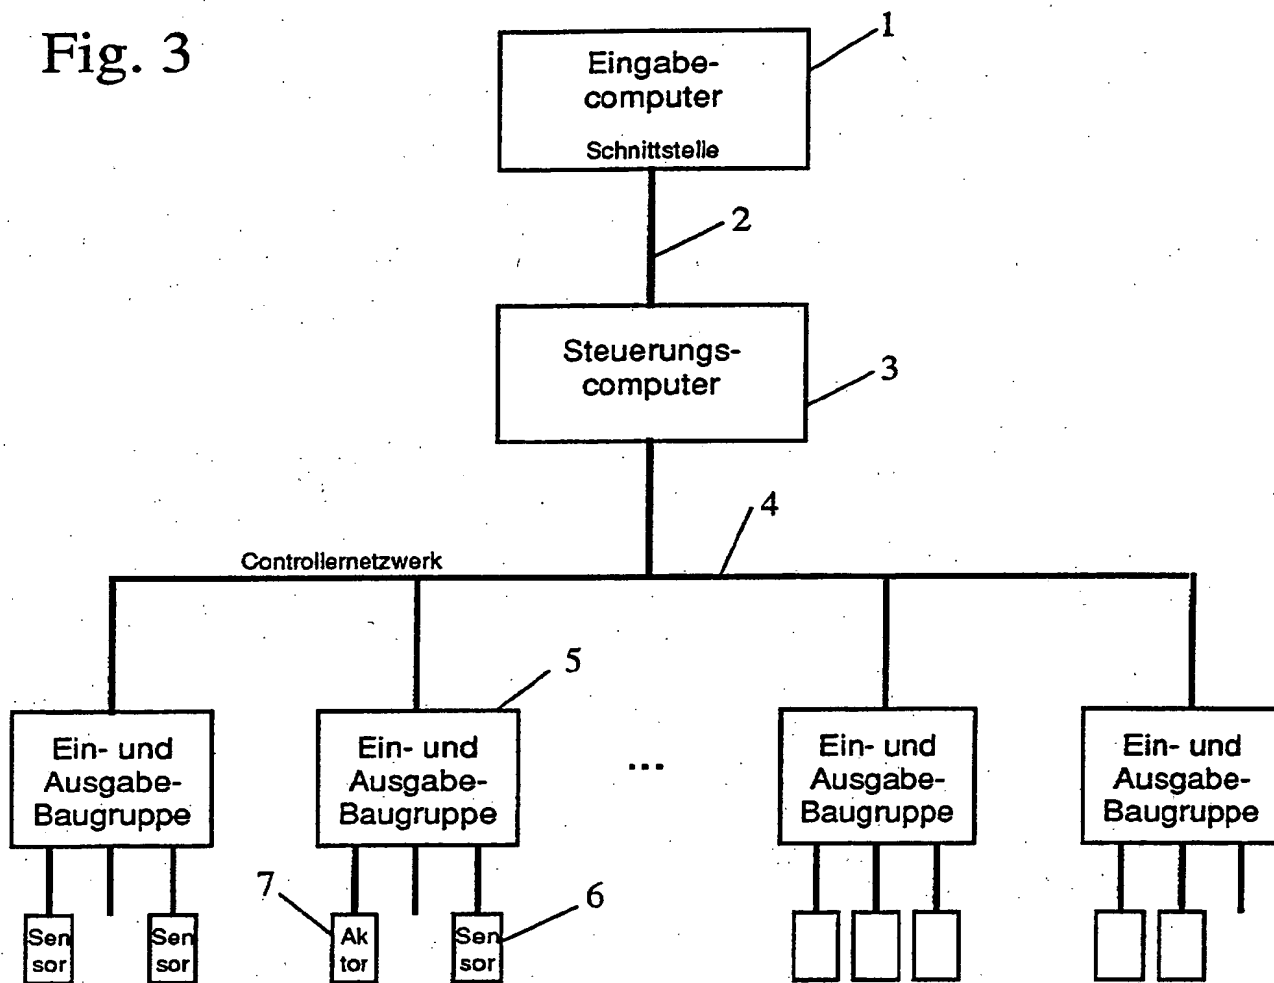 Fig. 3
1
Eingabe-
computer
Schnittstelle
2
Steuerungs-
computer
3
4
Controllernetzwerk
5
Ein- und
Ausgabe-
Baugruppe
Ein- und
Ausgabe-
Baugruppe
...
Ein- und
Ausgabe-
Baugruppe
Ein- und
Ausgabe-
Baugruppe
7
6
Sen
sor
Sen
sor
Ak
tor
Sen
sor